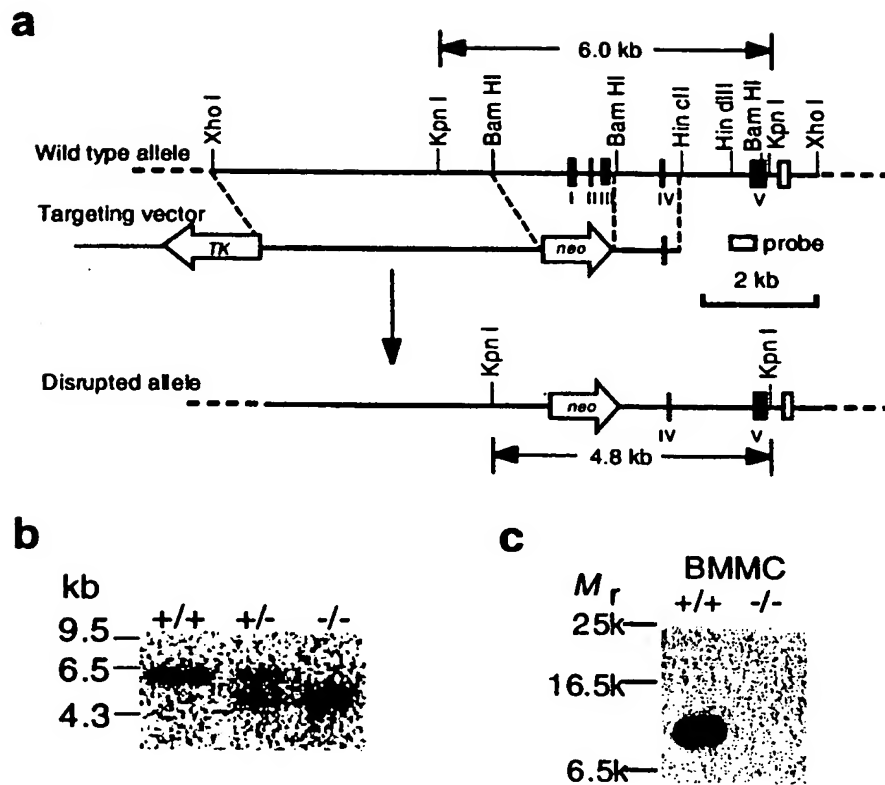 a
6.0 kb
Xho I
Kpn I
Bam HI
Bam HI
Hin cII
Hin dIII
Bam HI
Kpn I
Xho I
Wild type allele
I II III IV V
Targeting vector
TK
neo
probe
2 kb
Kpn I
Kpn I
Disrupted allele
neo
IV V
4.8 kb
b
kb
+/+ +/- -/-
9.5
6.5
4.3
c
BMMC
Mr
+/+ -/-
25k
16.5k
6.5k